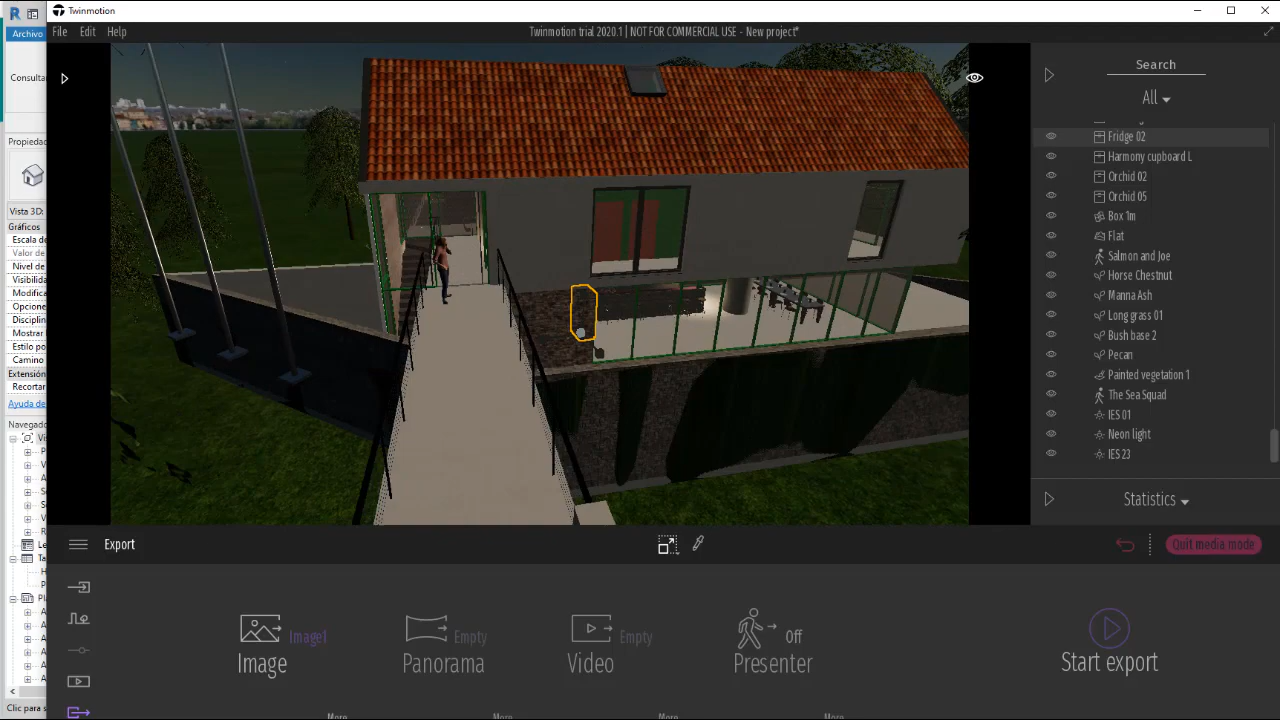 Twinmotion
File Edit Help
Twinmotion trial 2020.1 | NOT FOR COMMERCIAL USE - New project*
Archivo
Consultar
Propiedad
Vista 3D:
Gráficos
Escala de
Valor de
Nivel de
Visibilid
Modifica
Opcione
Disciplin
Mostrar
Estilo de
Camino
Extensión
Recortar
Ayuda de
Navegado
Clic para s
Search
All
Fridge 02
Harmony cupboard L
Orchid 02
Orchid 05
Box 1m
Flat
Salmon and Joe
Horse Chestnut
Manna Ash
Long grass 01
Bush base 2
Pecan
Painted vegetation 1
The Sea Squad
IES 01
Neon light
IES 23
Statistics
Export
Quit media mode
Image1
Image
Empty
Panorama
Empty
Video
Off
Presenter
Start export
More
More
More
More